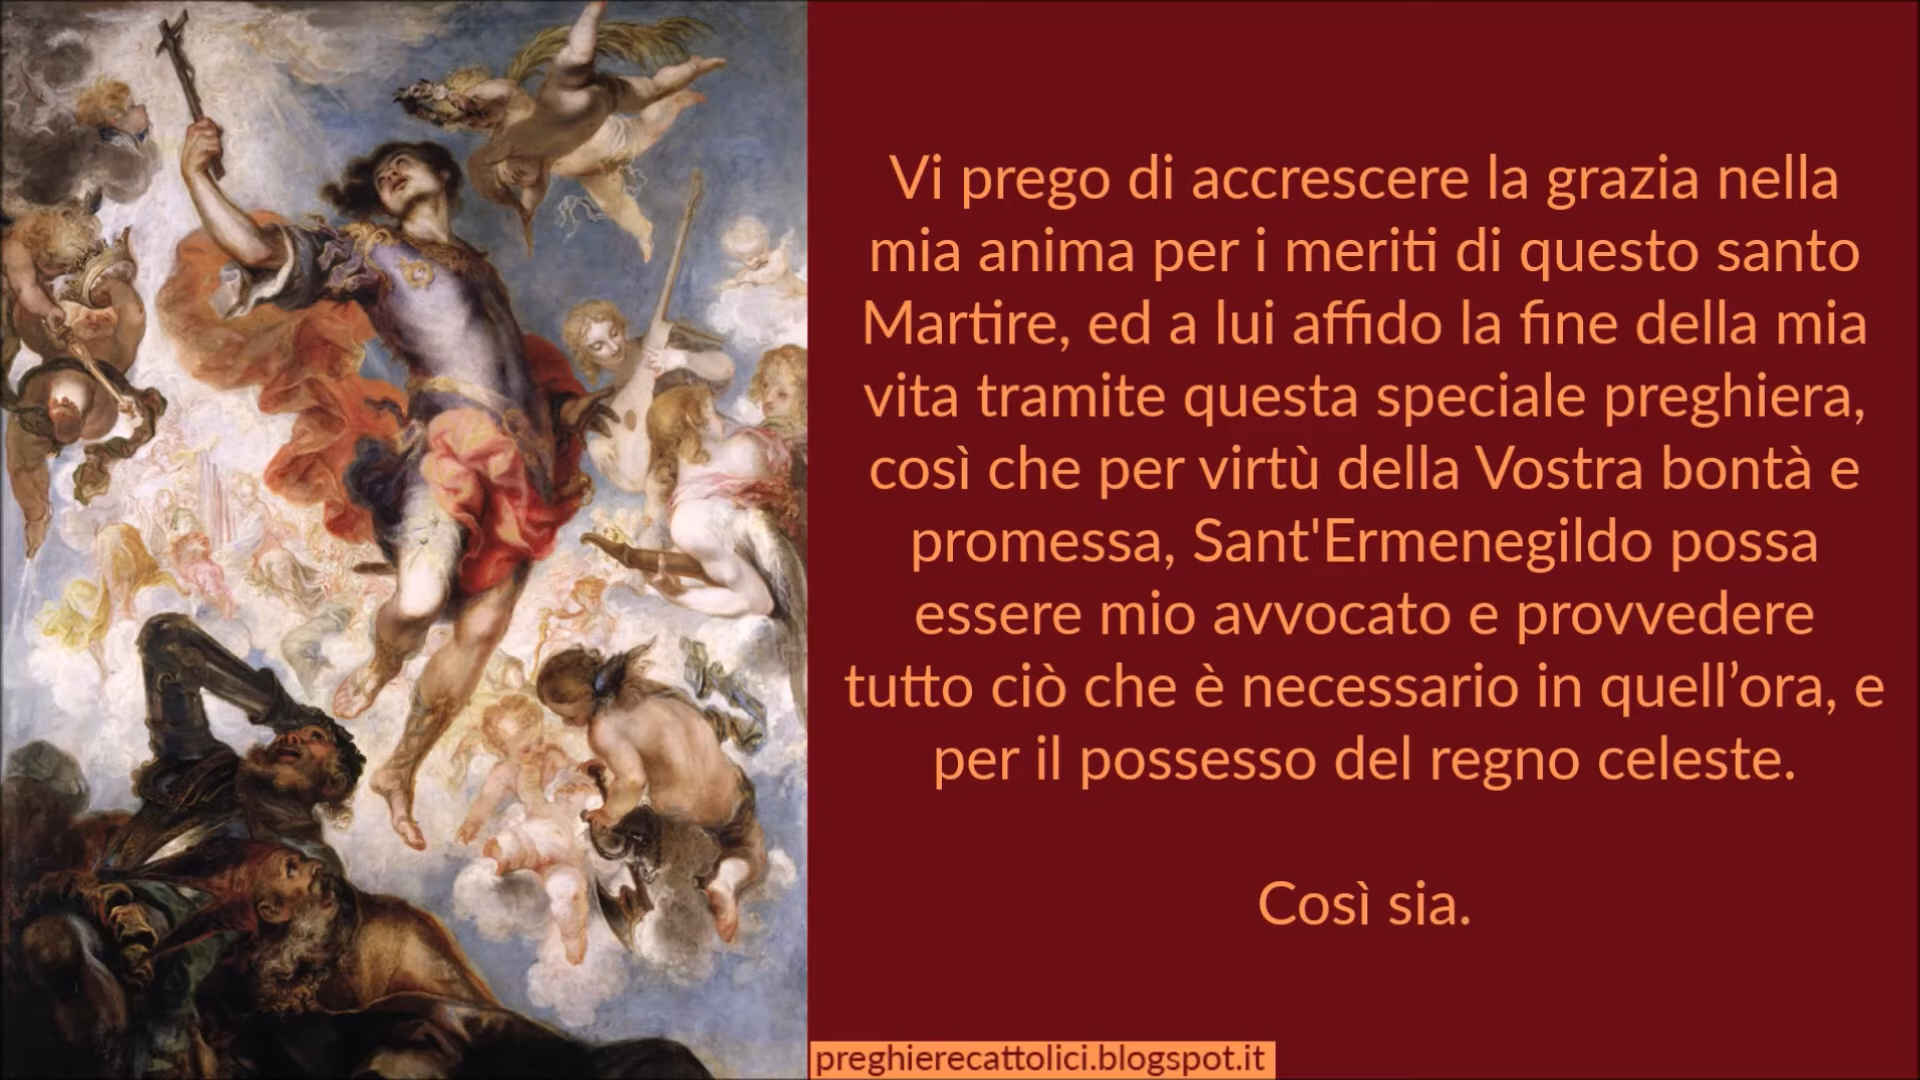 Vi prego di accrescere la grazia nella
mia anima per i meriti di questo santo
Martire, ed a lui affido la fine della mia
vita tramite questa speciale preghiera,
così che per virtù della Vostra bontà e
promessa, Sant'Ermenegildo possa
essere mio avvocato e provvedere
tutto ciò che è necessario in quell’ora, e
per il possesso del regno celeste.
Così sia.
preghierecattolici.blogspot.it